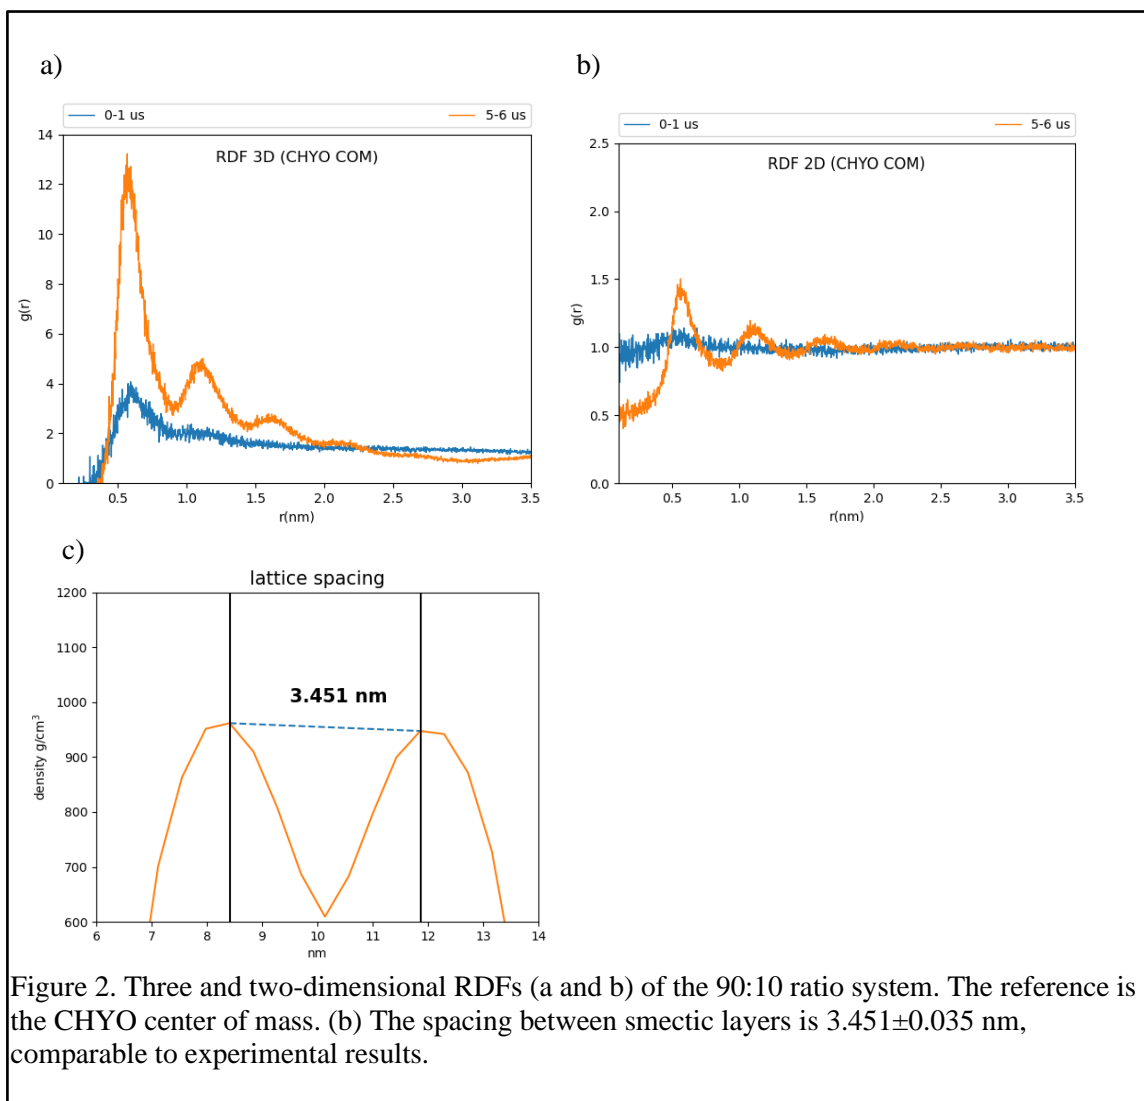 a)
0-1 us 5-6 us
RDF 3D (CHYO COM)
14
12
10
8
6
4
2
0
g(r)
0.5 1.0 1.5 2.0 2.5 3.0 3.5
r(nm)
b)
0-1 us 5-6 us
RDF 2D (CHYO COM)
2.5
2.0
1.5
1.0
0.5
0.0
g(r)
0.5 1.0 1.5 2.0 2.5 3.0 3.5
r(nm)
c)
lattice spacing
1200
1100
1000
900
800
700
600
density g/cm³
3.451 nm
6 7 8 9 10 11 12 13 14
nm
Figure 2. Three and two-dimensional RDFs (a and b) of the 90:10 ratio system. The reference is
the CHYO center of mass. (b) The spacing between smectic layers is 3.451±0.035 nm,
comparable to experimental results.